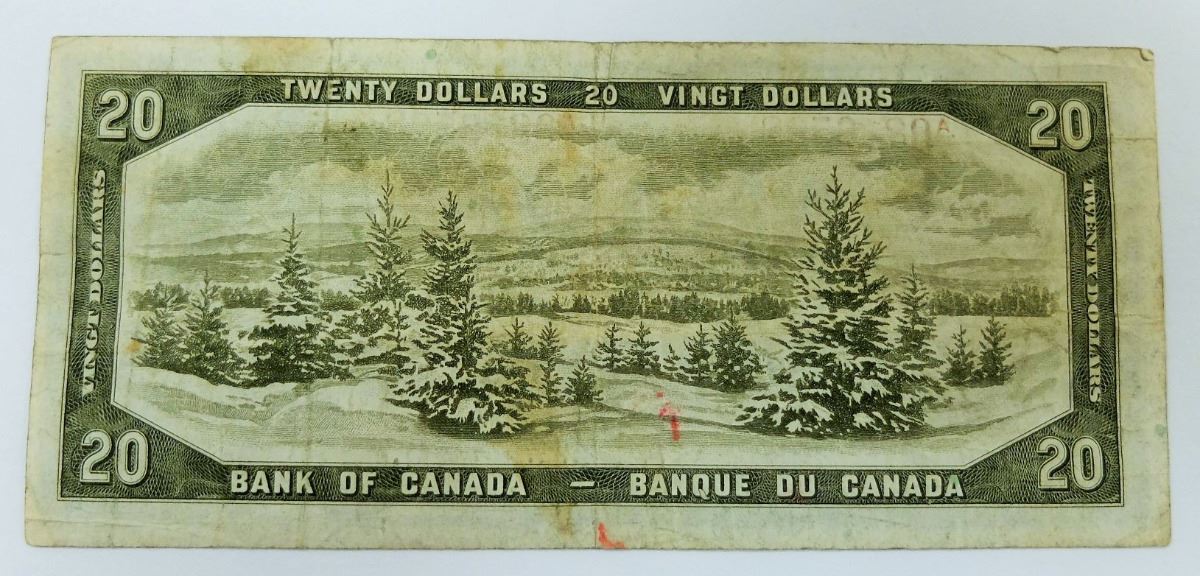 TWENTY DOLLARS 20 VINGT DOLLARS
20
20
VINGT DOLLARS
TWENTY DOLLARS
20
20
BANK OF CANADA — BANQUE DU CANADA